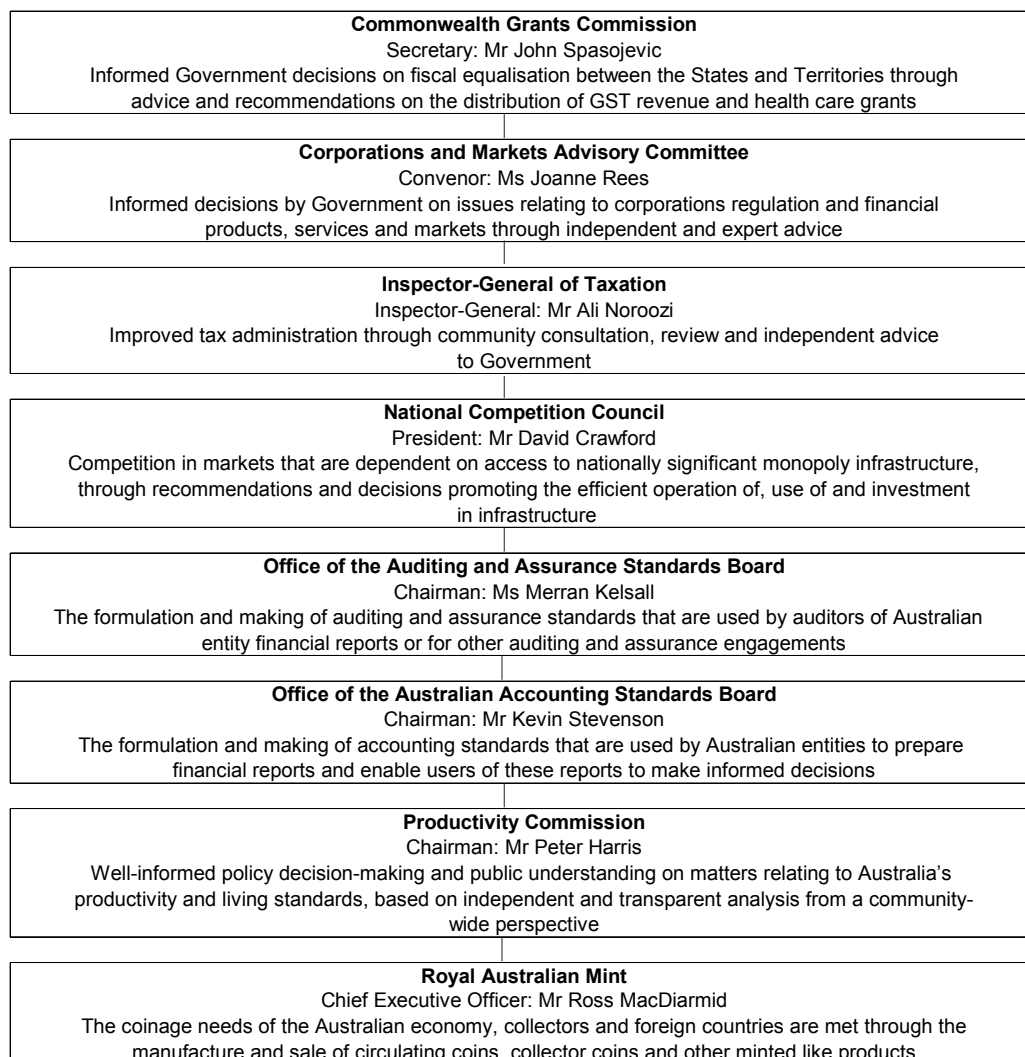 Commonwealth Grants Commission
Secretary: Mr John Spasojevic
Informed Government decisions on fiscal equalisation between the States and Territories through
advice and recommendations on the distribution of GST revenue and health care grants
Corporations and Markets Advisory Committee
Convenor: Ms Joanne Rees
Informed decisions by Government on issues relating to corporations regulation and financial
products, services and markets through independent and expert advice
Inspector-General of Taxation
Inspector-General: Mr Ali Noroozi
Improved tax administration through community consultation, review and independent advice
to Government
National Competition Council
President: Mr David Crawford
Competition in markets that are dependent on access to nationally significant monopoly infrastructure,
through recommendations and decisions promoting the efficient operation of, use of and investment
in infrastructure
Office of the Auditing and Assurance Standards Board
Chairman: Ms Merran Kelsall
The formulation and making of auditing and assurance standards that are used by auditors of Australian
entity financial reports or for other auditing and assurance engagements
Office of the Australian Accounting Standards Board
Chairman: Mr Kevin Stevenson
The formulation and making of accounting standards that are used by Australian entities to prepare
financial reports and enable users of these reports to make informed decisions
Productivity Commission
Chairman: Mr Peter Harris
Well-informed policy decision-making and public understanding on matters relating to Australia’s
productivity and living standards, based on independent and transparent analysis from a community-
wide perspective
Royal Australian Mint
Chief Executive Officer: Mr Ross MacDiarmid
The coinage needs of the Australian economy, collectors and foreign countries are met through the
manufacture and sale of circulating coins, collector coins and other minted like products